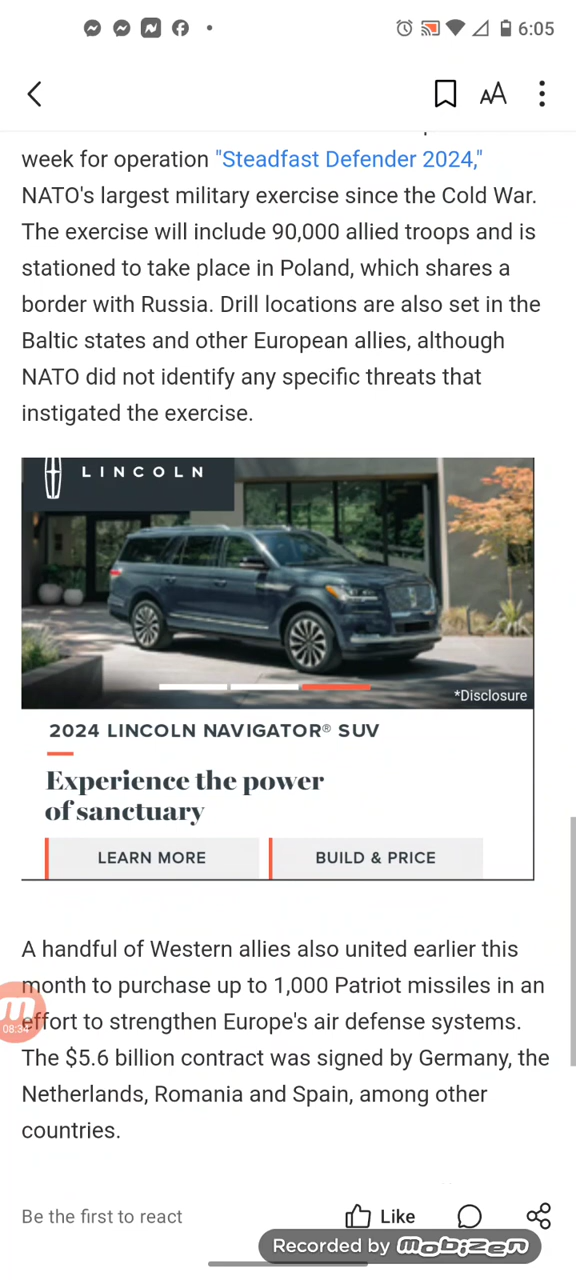 6:05
week for operation "Steadfast Defender 2024,"
NATO's largest military exercise since the Cold War.
The exercise will include 90,000 allied troops and is
stationed to take place in Poland, which shares a
border with Russia. Drill locations are also set in the
Baltic states and other European allies, although
NATO did not identify any specific threats that
instigated the exercise.
LINCOLN
*Disclosure
2024 LINCOLN NAVIGATOR® SUV
Experience the power
of sanctuary
LEARN MORE
BUILD & PRICE
A handful of Western allies also united earlier this
month to purchase up to 1,000 Patriot missiles in an
effort to strengthen Europe's air defense systems.
The $5.6 billion contract was signed by Germany, the
Netherlands, Romania and Spain, among other
countries.
08:34
Be the first to react
Like
Recorded by mobizen